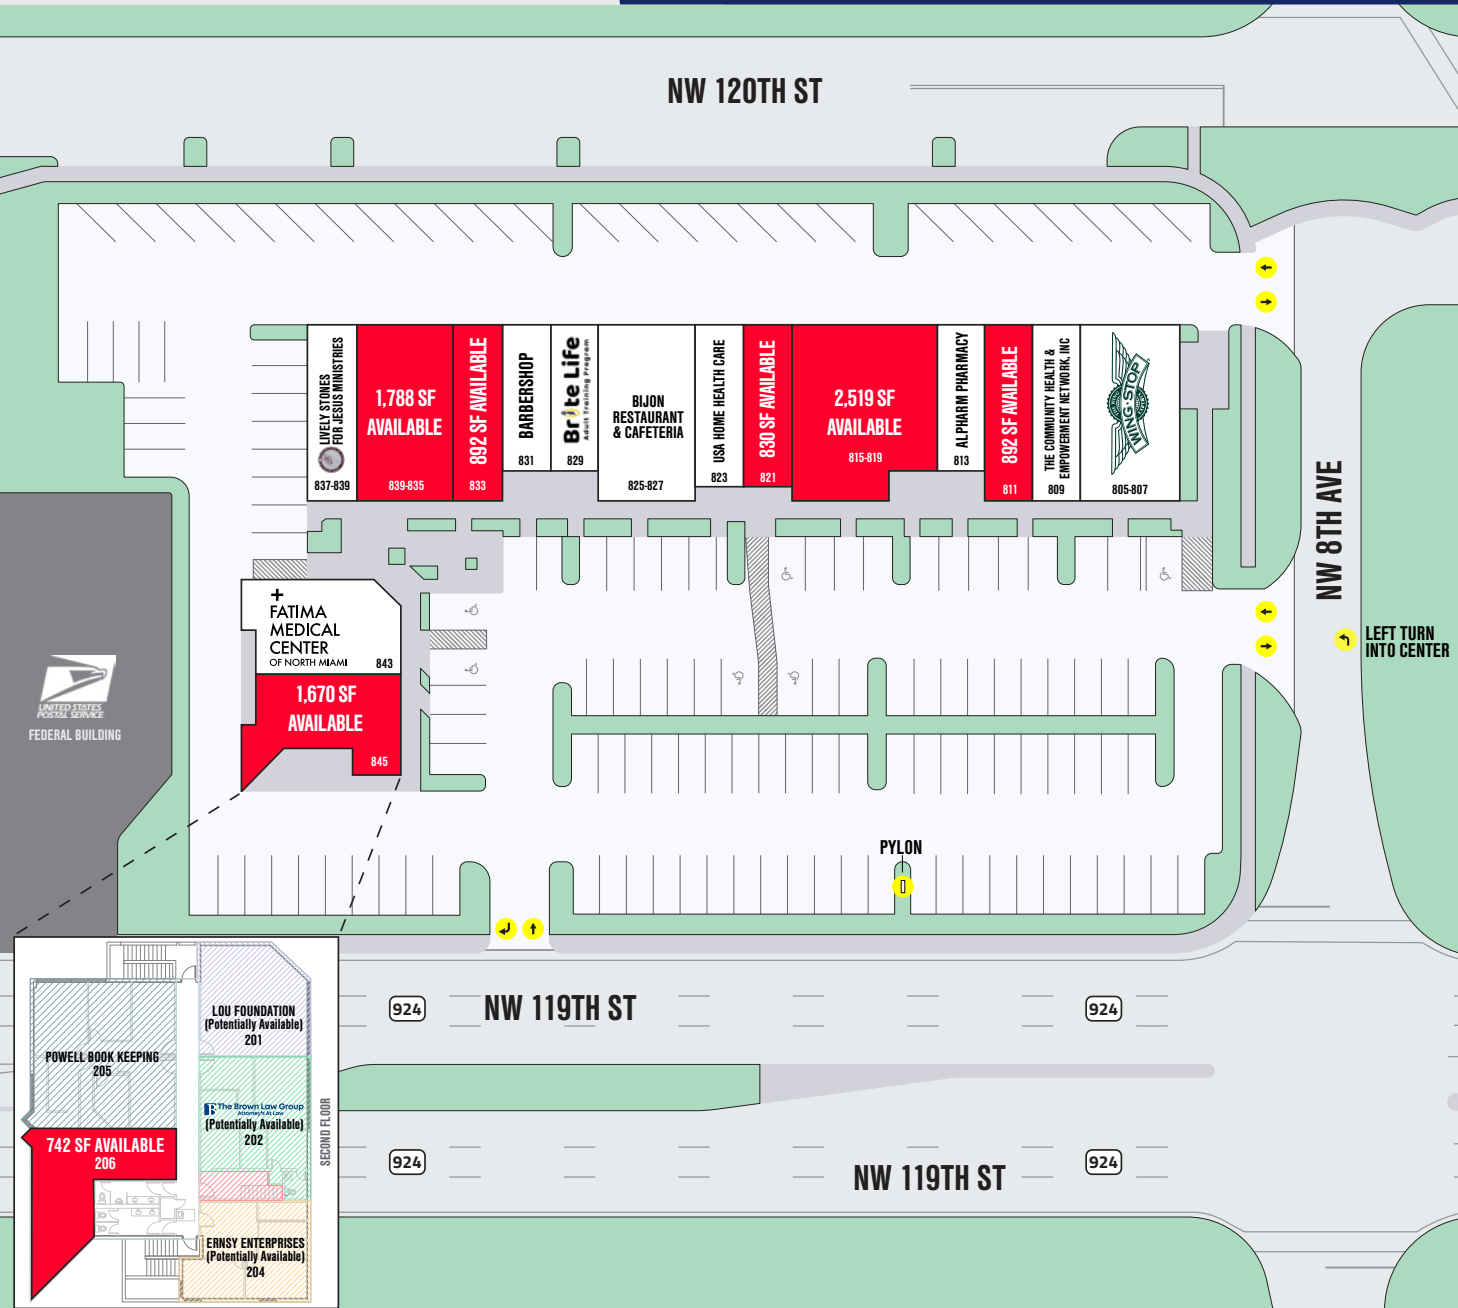 NW 120TH ST
LIVELY STONES
FOR JESUS MINISTRIES
837-839
1,788 SF
AVAILABLE
839-835
892 SF AVAILABLE
833
BARBERSHOP
831
Brite Life
Adult Training Program
829
BIJON
RESTAURANT
& CAFETERIA
825-827
USA HOME HEALTH CARE
823
830 SF AVAILABLE
821
2,519 SF
AVAILABLE
815-819
ALPHARM PHARMACY
813
892 SF AVAILABLE
811
THE COMMUNITY HEALTH &
EMPOWERMENT NETWORK, INC
809
WING·STOP
805-807
NW 8TH AVE
LEFT TURN
INTO CENTER
FATIMA
MEDICAL
CENTER
OF NORTH MIAMI
843
1,670 SF
AVAILABLE
845
UNITED STATES
POSTAL SERVICE
FEDERAL BUILDING
PYLON
924
NW 119TH ST
924
924
NW 119TH ST
924
LOU FOUNDATION
(Potentially Available)
201
POWELL BOOK KEEPING
205
B The Brown Law Group
Attorneys At Law
(Potentially Available)
202
742 SF AVAILABLE
206
ERNSY ENTERPRISES
(Potentially Available)
204
SECOND FLOOR